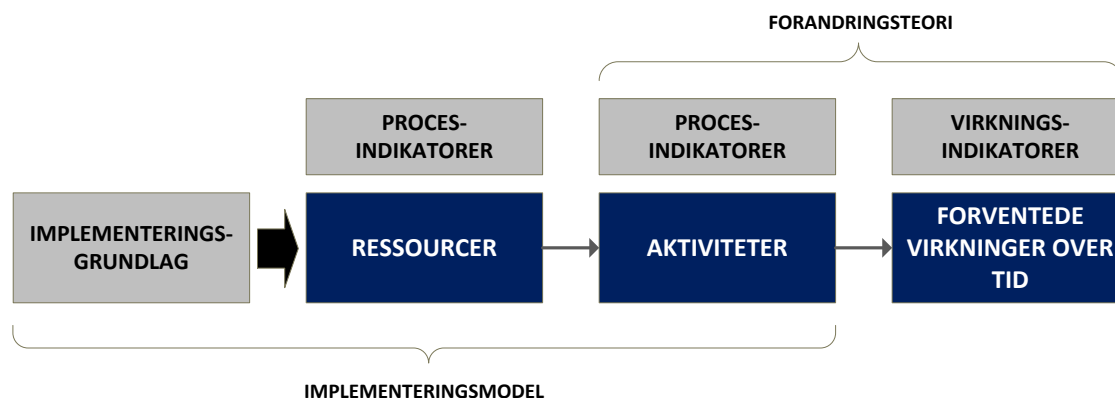 FORANDRINGSTEORI
PROCES-
INDIKATORER
PROCES-
INDIKATORER
VIRKNINGS-
INDIKATORER
IMPLEMENTERINGS-
GRUNDLAG
RESSOURCER
AKTIVITETER
FORVENTEDE
VIRKNINGER OVER
TID
IMPLEMENTERINGSMODEL